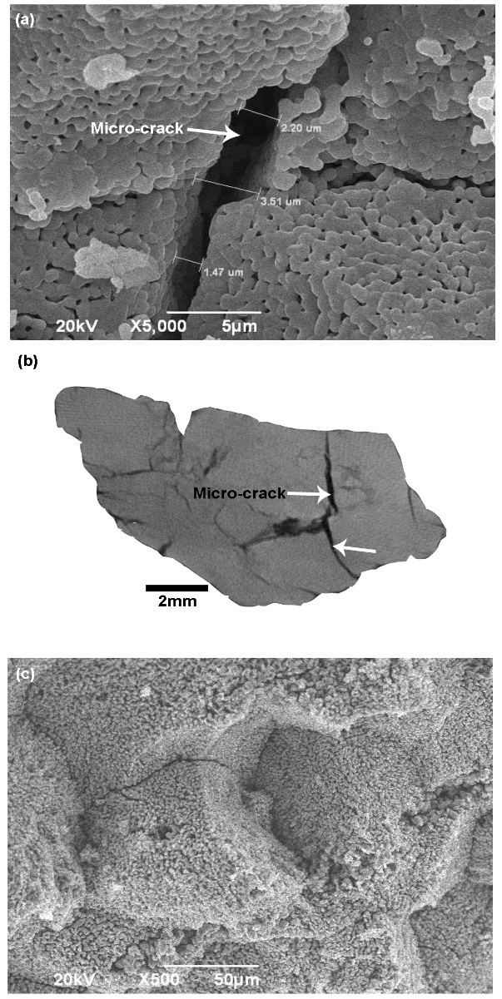 (a)
Micro-crack
2.20 um
3.51 um
1.47 um
20kV X5,000 5μm
(b)
Micro-crack
2mm
(c)
20kV X500 50μm